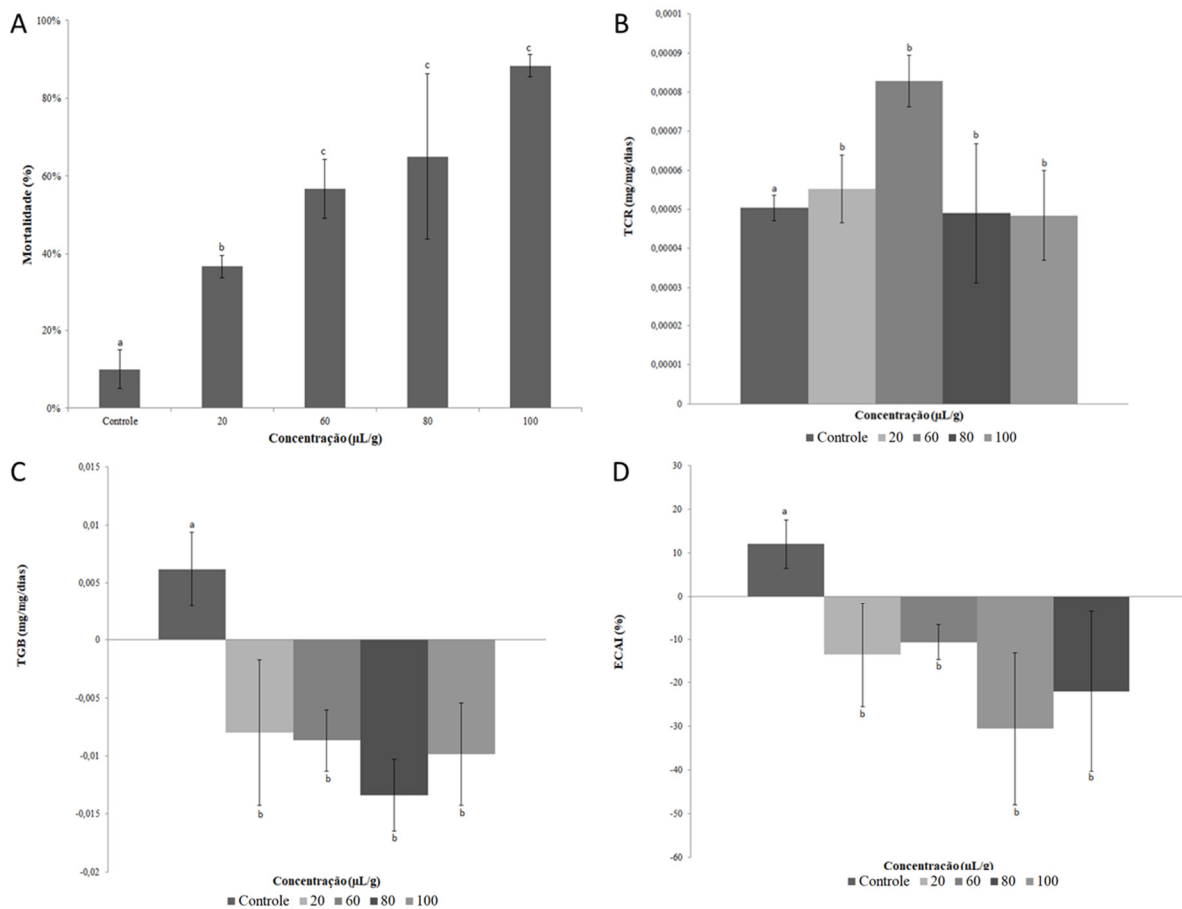 A
Mortalidade (%)
100%
80%
60%
40%
20%
0%
a
b
c
c
c
Controle 20 60 80 100
Concentração (µL/g)
B
TCR (mg/mg/dias)
0,0001
0,00009
0,00008
0,00007
0,00006
0,00005
0,00004
0,00003
0,00002
0,00001
0
a
b
b
b
b
Concentração (µL/g)
Controle 20 60 80 100
C
TGB (mg/mg/dias)
0,015
0,01
0,005
0
-0,005
-0,01
-0,015
-0,02
a
b
b
b
b
Concentração (µL/g)
Controle 20 60 80 100
D
ECAI (%)
30
20
10
0
-10
-20
-30
-40
-50
-60
a
b
b
b
b
Concentração (µL/g)
Controle 20 60 80 100